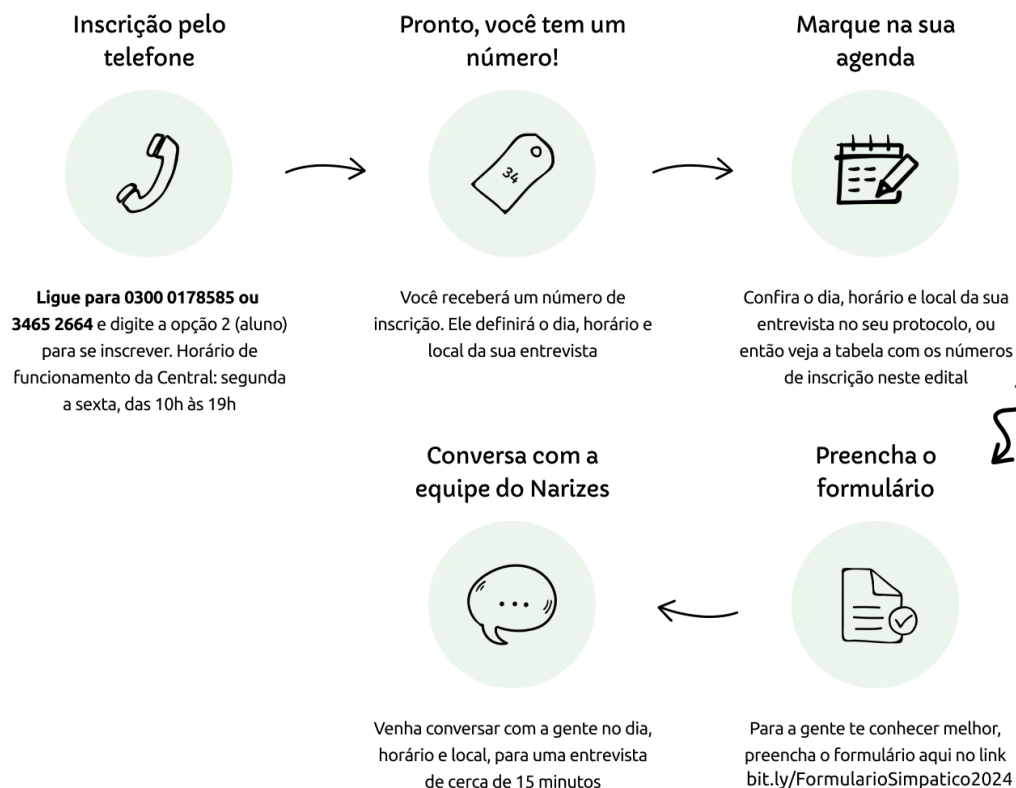 Inscrição pelo
telefone
34
Ligue para 0300 0178585 ou
3465 2664 e digite a opção 2 (aluno)
para se inscrever. Horário de
funcionamento da Central: segunda
a sexta, das 10h às 19h
Pronto, você tem um
número!
Você receberá um número de
inscrição. Ele definirá o dia, horário e
local da sua entrevista
Marque na sua
agenda
Confira o dia, horário e local da sua
entrevista no seu protocolo, ou
então veja a tabela com os números
de inscrição neste edital
Preencha o
formulário
Para a gente te conhecer melhor,
preencha o formulário aqui no link
bit.ly/FormularioSimpatico2024
Conversa com a
equipe do Narizes
Venha conversar com a gente no dia,
horário e local, para uma entrevista
de cerca de 15 minutos